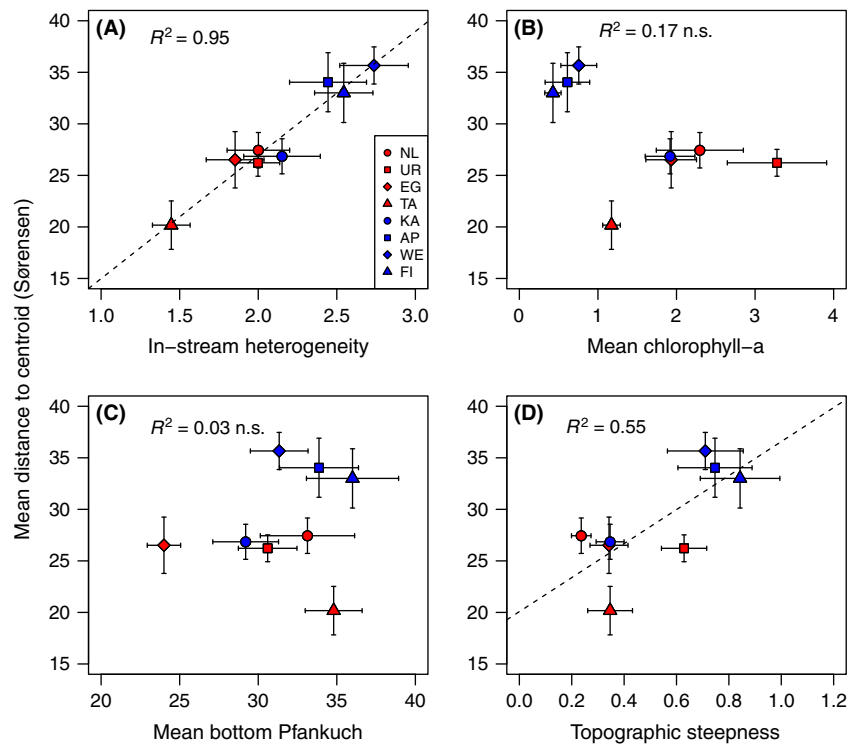 Mean distance to centroid (Sørensen)
(A)
R² = 0.95
40
35
30
25
20
15
NL
UR
EG
TA
KA
AP
WE
FI
1.0 1.5 2.0 2.5 3.0
In−stream heterogeneity
(B)
R² = 0.17 n.s.
40
35
30
25
20
15
0 1 2 3 4
Mean chlorophyll−a
(C)
R² = 0.03 n.s.
40
35
30
25
20
15
20 25 30 35 40
Mean bottom Pfankuch
(D)
R² = 0.55
40
35
30
25
20
15
0.0 0.2 0.4 0.6 0.8 1.0 1.2
Topographic steepness